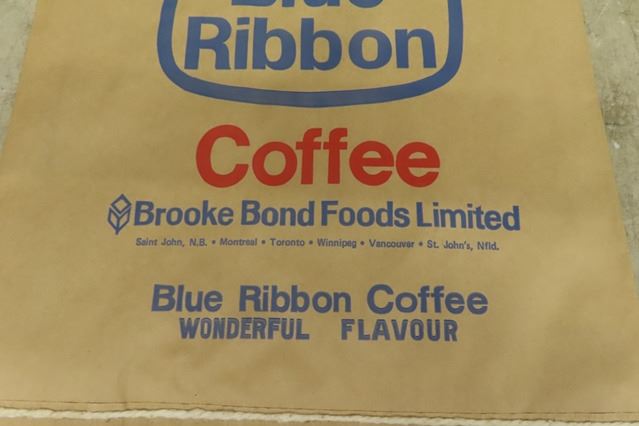 Blue
Ribbon
Coffee
Brooke Bond Foods Limited
Saint John, N.B. • Montreal • Toronto • Winnipeg • Vancouver • St. John's, Nfld.
Blue Ribbon Coffee
WONDERFUL FLAVOUR